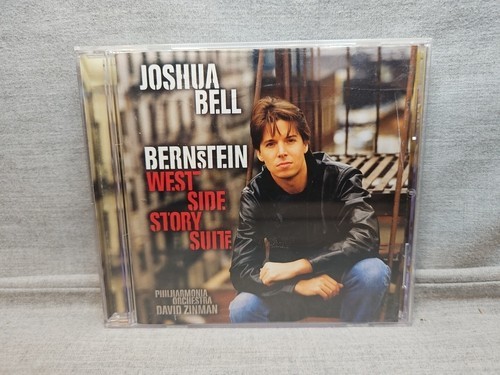 JOSHUA
BELL
BERNSTEIN
WEST
SIDE
STORY
SUITE
PHILHARMONIA
ORCHESTRA
DAVID ZINMAN